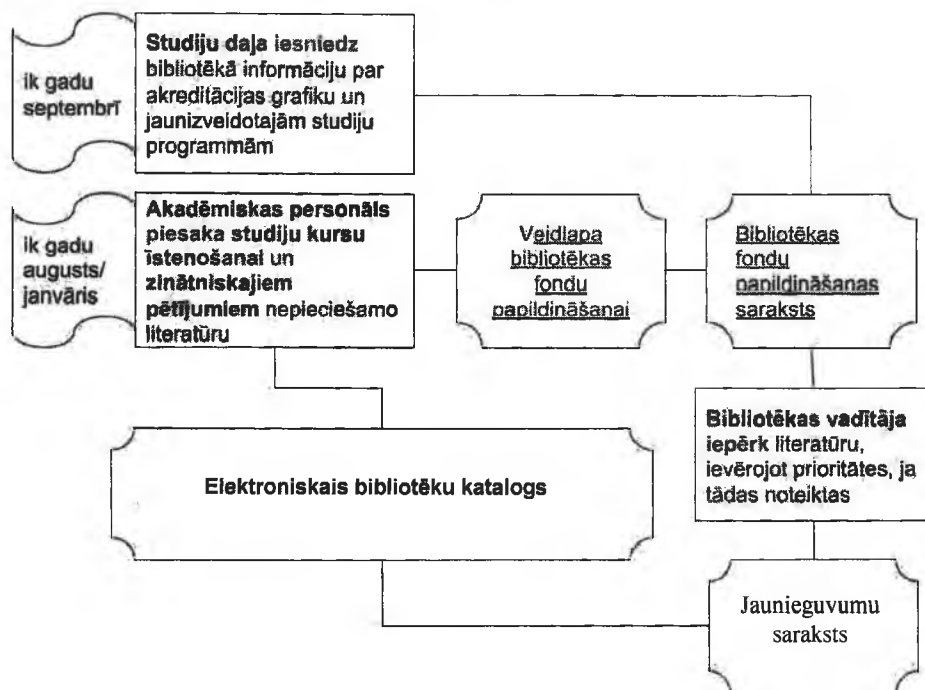 ik gadu
septembrī
Studiju daļa iesniedz
bibliotēkā informāciju par
akreditācijas grafiku un
jaunizveidotajām studiju
programmām
ik gadu
augusts/
janvāris
Akadēmiskas personāls
piesaka studiju kursu
īstenošanai un
zinātniskajiem
pētījumiem nepieciešamo
literatūru
Veidlapa
bibliotēkas
fondu
papildināšanai
Bibliotēkas
fondu
papildināšanas
saraksts
Bibliotēkas vadītāja
iepērk literatūru,
ievērojot prioritātes, ja
tādas noteiktas
Elektroniskais bibliotēku katalogs
Jaunieguvumu
saraksts